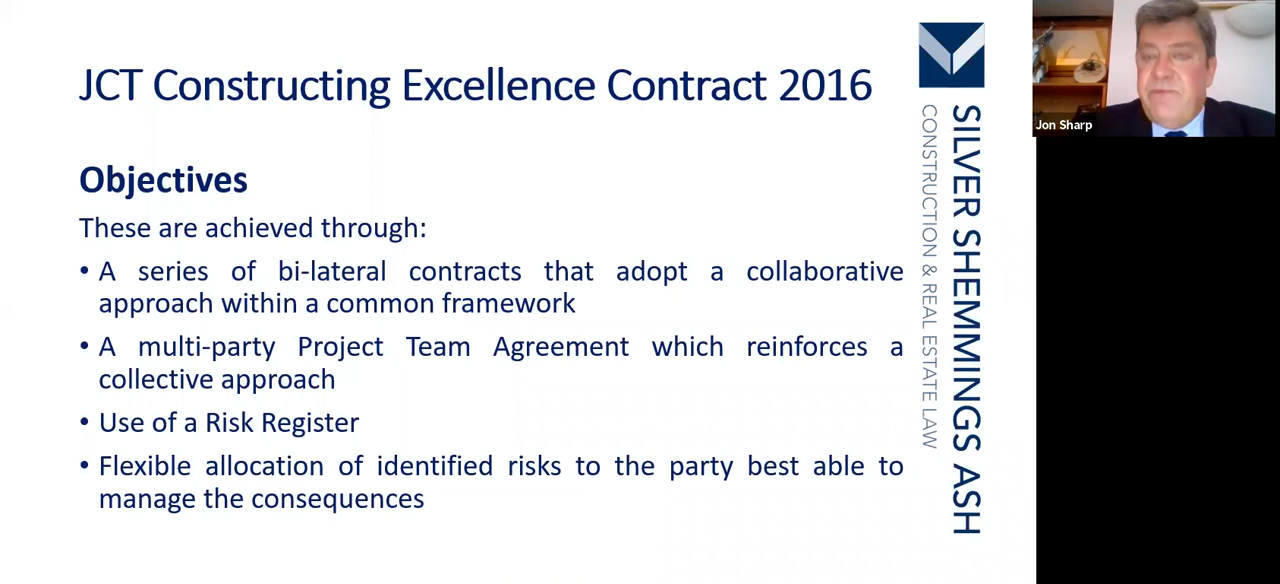 JCT Constructing Excellence Contract 2016
Objectives
These are achieved through:
• A series of bi-lateral contracts that adopt a collaborative
approach within a common framework
• A multi-party Project Team Agreement which reinforces a
collective approach
• Use of a Risk Register
• Flexible allocation of identified risks to the party best able to
manage the consequences
SILVER SHEMMINGS ASH
CONSTRUCTION & REAL ESTATE LAW
Jon Sharp